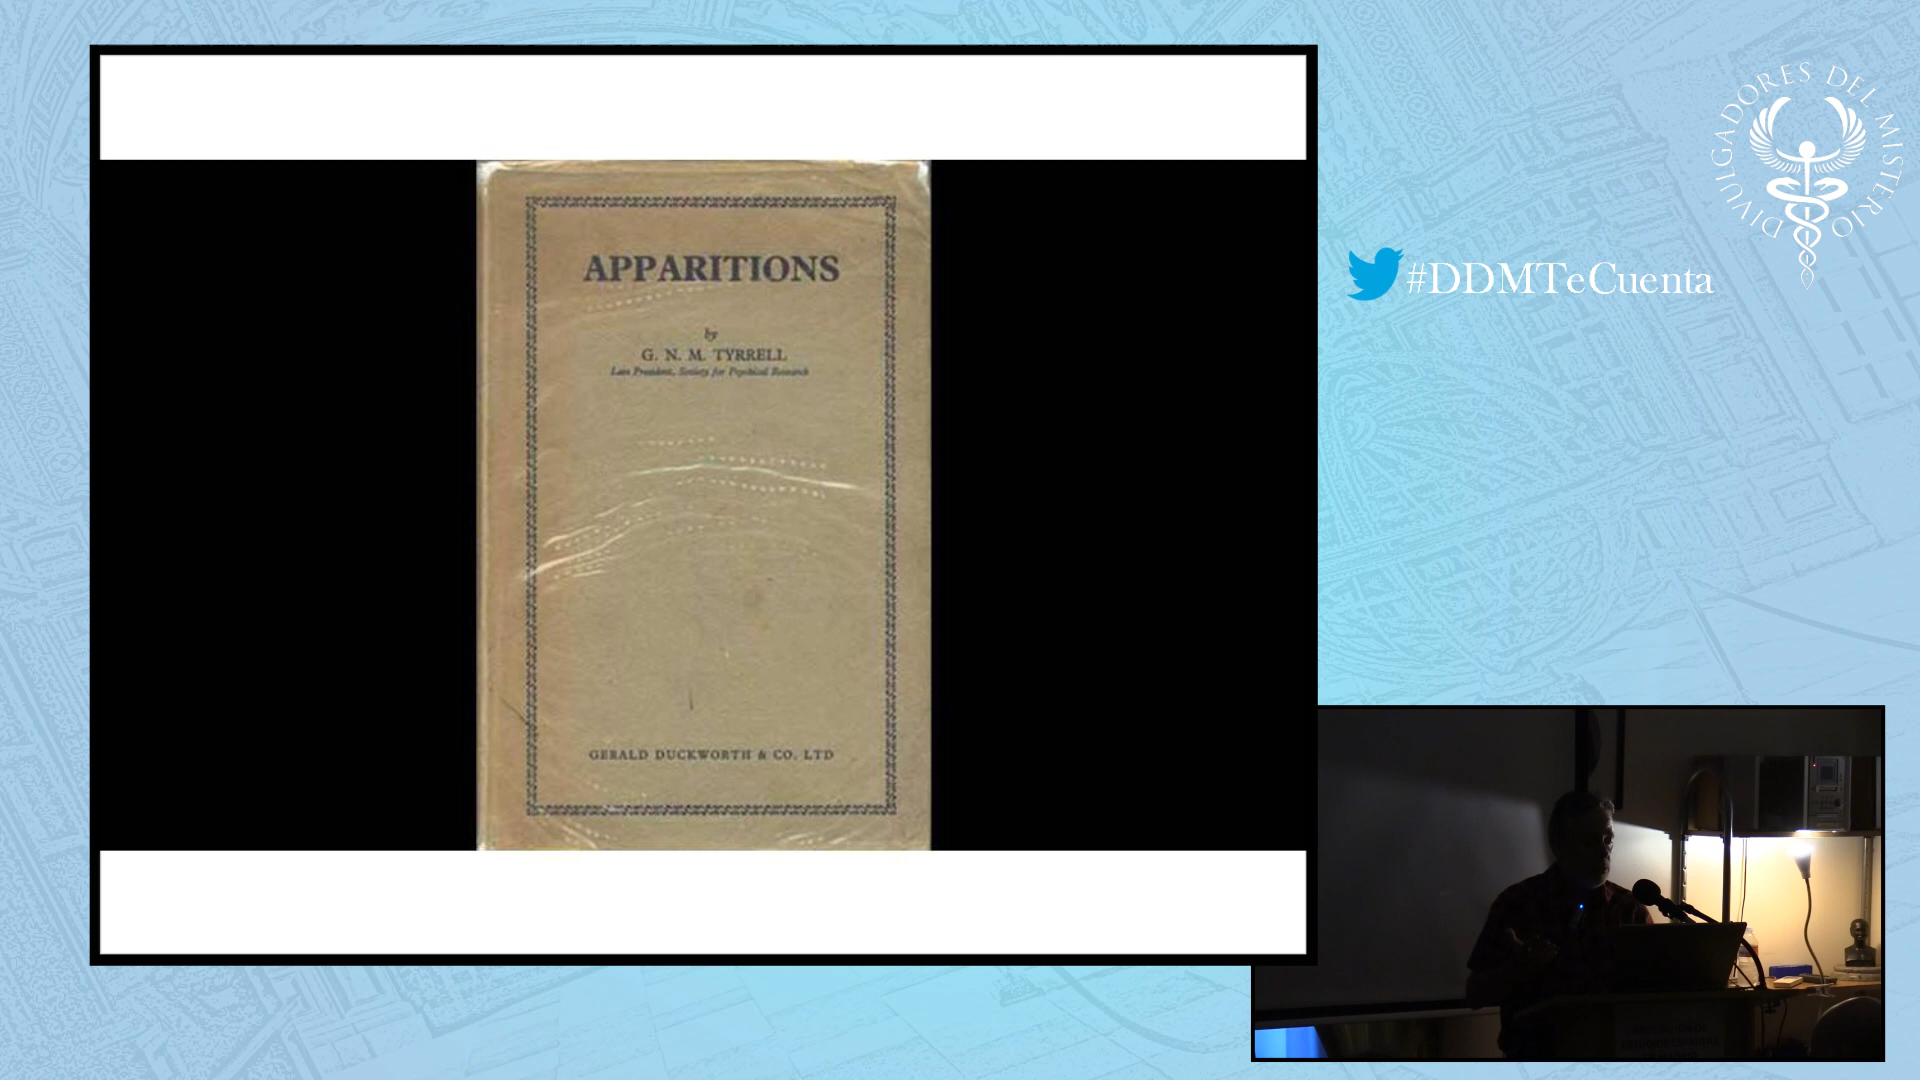 APPARITIONS
by
G. N. M. TYRRELL
Late President, Society for Psychical Research
GERALD DUCKWORTH & CO. LTD
DIVULGADORES DEL MISTERIO
#DDMTeCuenta